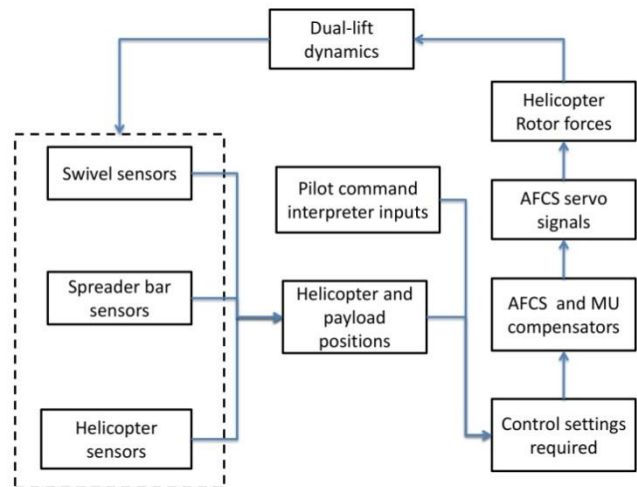 Dual-lift
dynamics
Helicopter
Rotor forces
Swivel sensors
Pilot command
interpreter inputs
AFCS servo
signals
Spreader bar
sensors
Helicopter and
payload
positions
AFCS and MU
compensators
Helicopter
sensors
Control settings
required